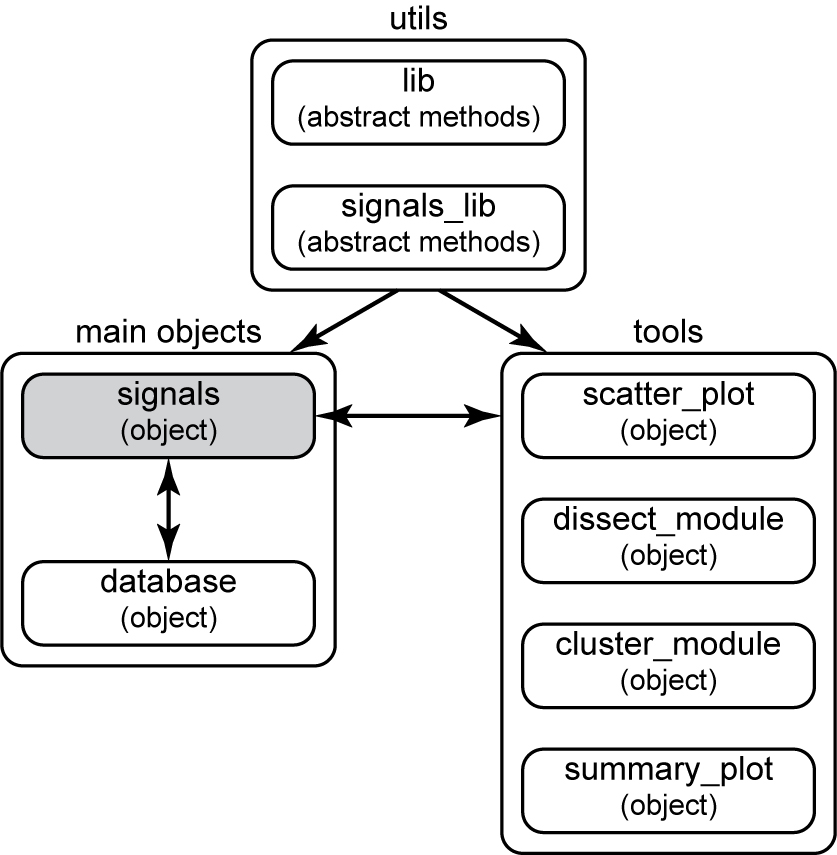 utils
lib
(abstract methods)
signals_lib
(abstract methods)
main objects
signals
(object)
database
(object)
tools
scatter_plot
(object)
dissect_module
(object)
cluster_module
(object)
summary_plot
(object)